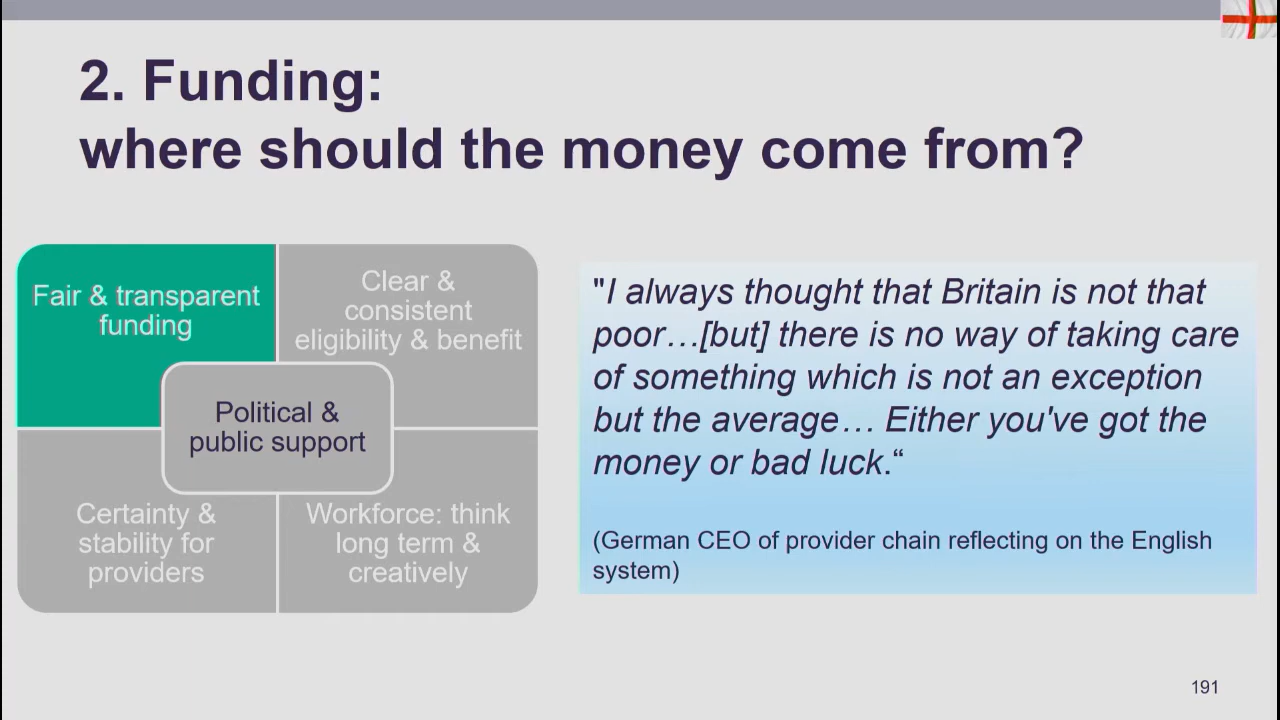 2. Funding:
where should the money come from?
Fair & transparent
funding
Clear &
consistent
eligibility & benefit
Political &
public support
Certainty &
stability for
providers
Workforce: think
long term &
creatively
"I always thought that Britain is not that
poor…[but] there is no way of taking care
of something which is not an exception
but the average… Either you've got the
money or bad luck.“
(German CEO of provider chain reflecting on the English
system)
191